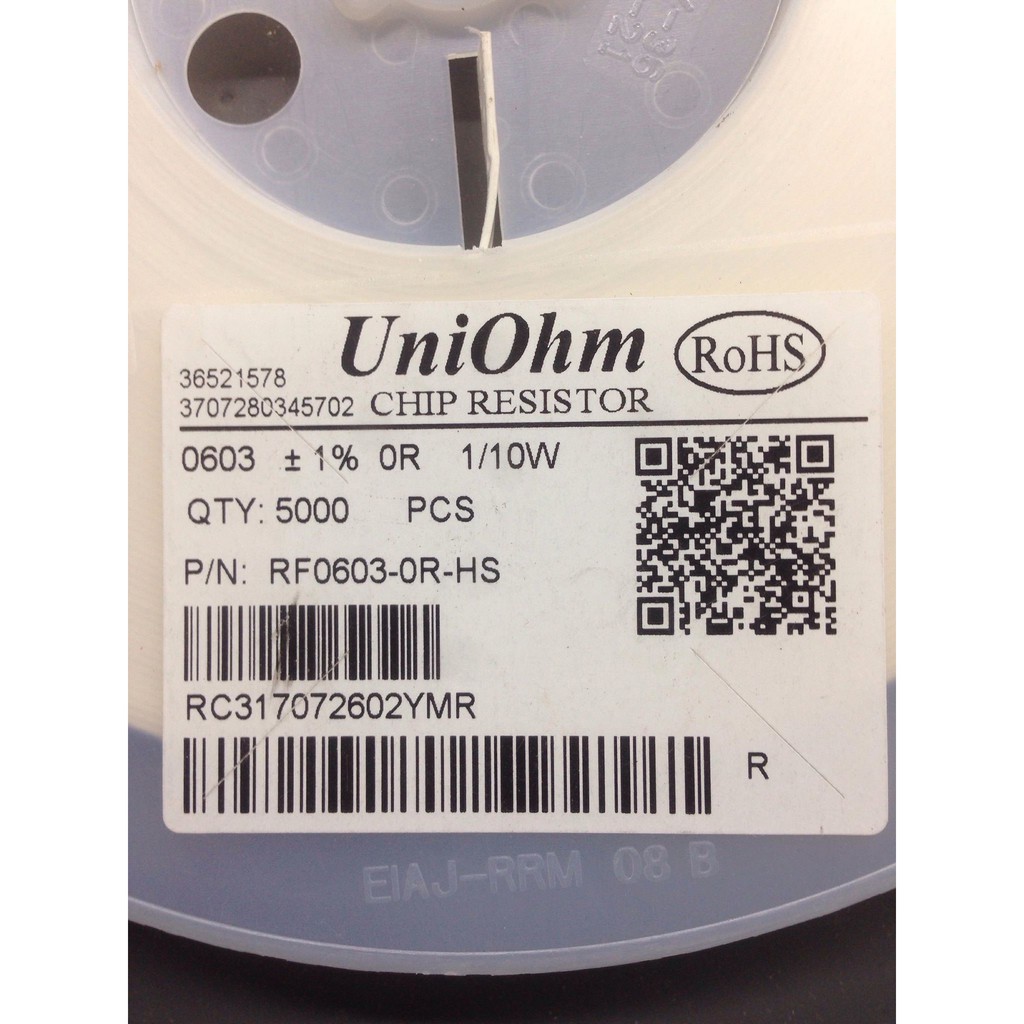 UniOhm
RoHS
36521578
3707280345702 CHIP RESISTOR
0603 ± 1% 0R 1/10W
QTY: 5000 PCS
P/N: RF0603-0R-HS
RC317072602YMR
R
EIAJ-RRM 08 B